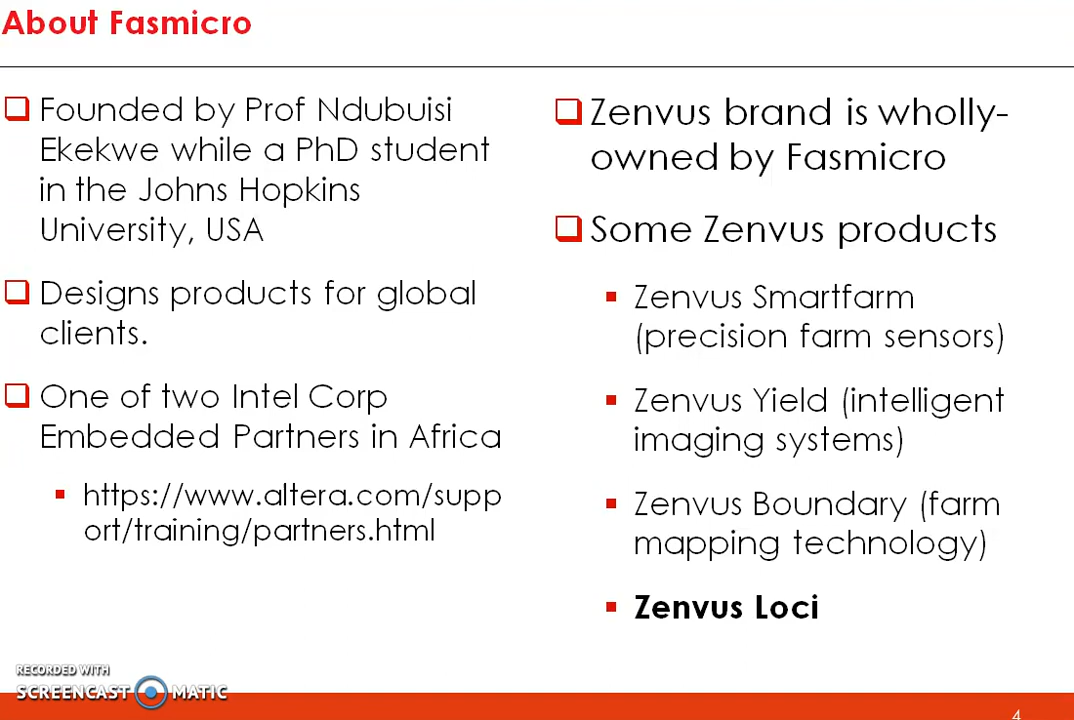 About Fasmicro
Founded by Prof Ndubuisi
Ekekwe while a PhD student
in the Johns Hopkins
University, USA
Designs products for global
clients.
One of two Intel Corp
Embedded Partners in Africa
https://www.altera.com/supp
ort/training/partners.html
Zenvus brand is wholly-
owned by Fasmicro
Some Zenvus products
Zenvus Smartfarm
(precision farm sensors)
Zenvus Yield (intelligent
imaging systems)
Zenvus Boundary (farm
mapping technology)
Zenvus Loci
RECORDED WITH
SCREENCAST MATIC
4